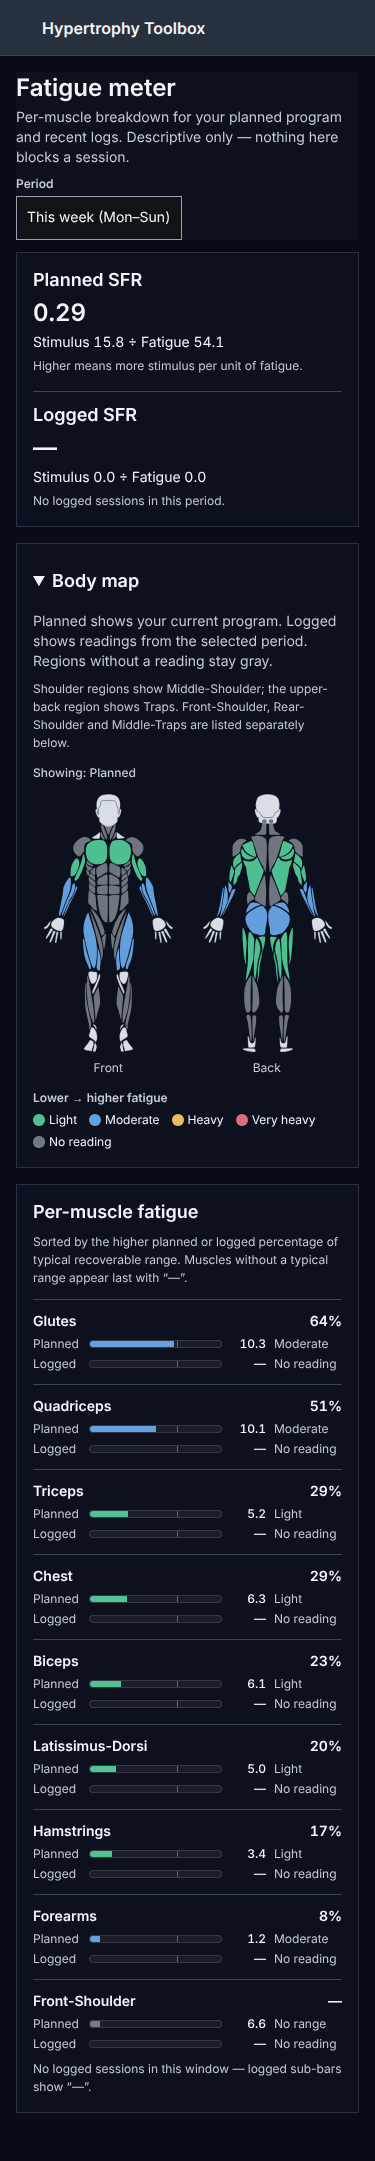 Hypertrophy Toolbox
Fatigue meter
Per-muscle breakdown for your planned program
and recent logs. Descriptive only — nothing here
blocks a session.
Period
This week (Mon–Sun)
Planned SFR
0.29
Stimulus 15.8 ÷ Fatigue 54.1
Higher means more stimulus per unit of fatigue.
Logged SFR
—
Stimulus 0.0 ÷ Fatigue 0.0
No logged sessions in this period.
▼ Body map
Planned shows your current program. Logged
shows readings from the selected period.
Regions without a reading stay gray.
Shoulder regions show Middle-Shoulder; the upper-
back region shows Traps. Front-Shoulder, Rear-
Shoulder and Middle-Traps are listed separately
below.
Showing: Planned
Front Back
Lower → higher fatigue
Light Moderate Heavy Very heavy
No reading
Per-muscle fatigue
Sorted by the higher planned or logged percentage of
typical recoverable range. Muscles without a typical
range appear last with “—”.
Glutes 64%
Planned 10.3 Moderate
Logged — No reading
Quadriceps 51%
Planned 10.1 Moderate
Logged — No reading
Triceps 29%
Planned 5.2 Light
Logged — No reading
Chest 29%
Planned 6.3 Light
Logged — No reading
Biceps 23%
Planned 6.1 Light
Logged — No reading
Latissimus-Dorsi 20%
Planned 5.0 Light
Logged — No reading
Hamstrings 17%
Planned 3.4 Light
Logged — No reading
Forearms 8%
Planned 1.2 Moderate
Logged — No reading
Front-Shoulder —
Planned 6.6 No range
Logged — No reading
No logged sessions in this window — logged sub-bars
show “—”.